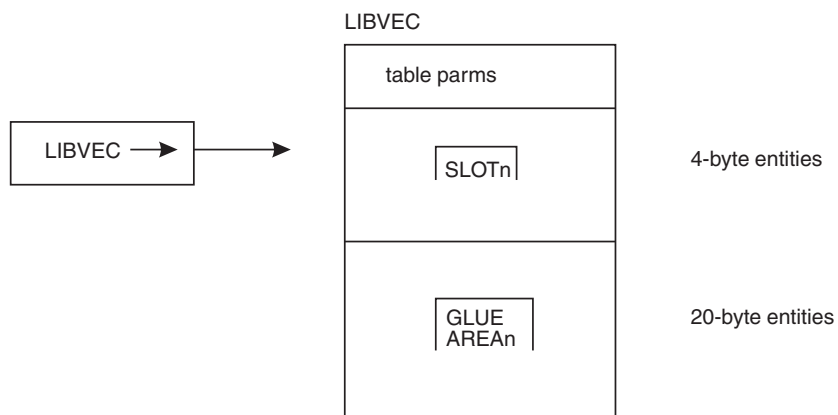 LIBVEC
table parms
LIBVEC
SLOTn
4-byte entities
GLUE
AREAn
20-byte entities